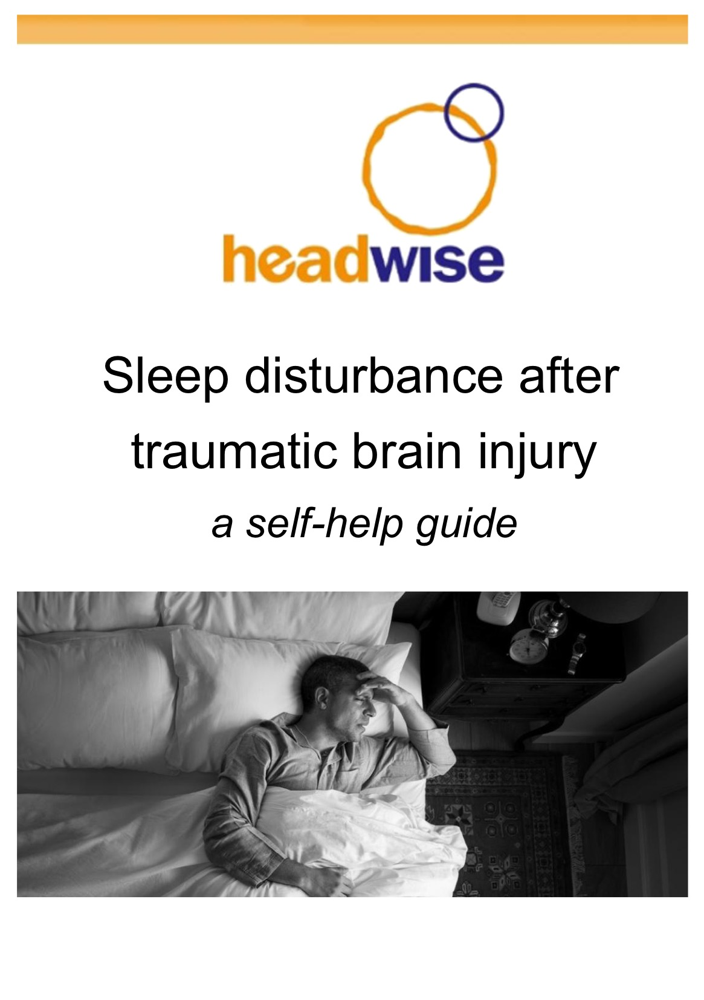 headwise
Sleep disturbance after
traumatic brain injury
a self-help guide